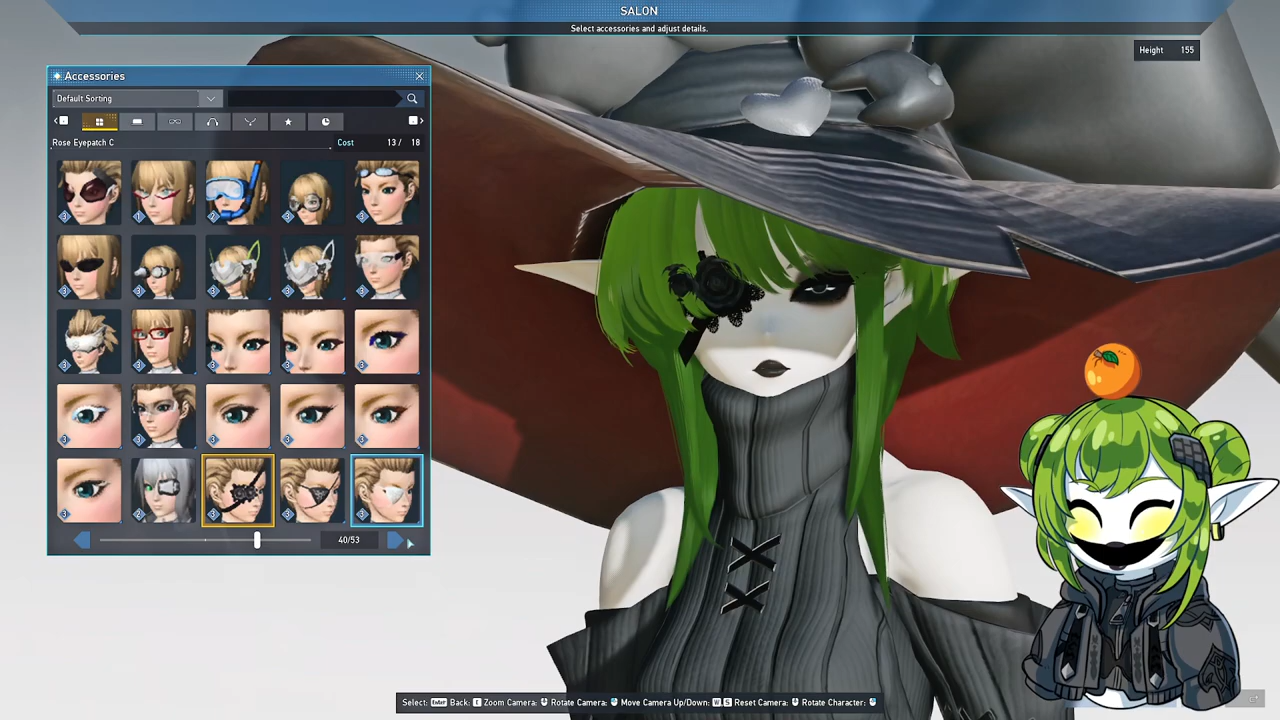 SALON
Select accessories and adjust details.
Height 155
Accessories
Default Sorting
Rose Eyepatch C
Cost 13 / 18
40/53
Select: Enter Back: Zoom Camera: Rotate Camera: Move Camera Up/Down: W, S Reset Camera: Rotate Character: